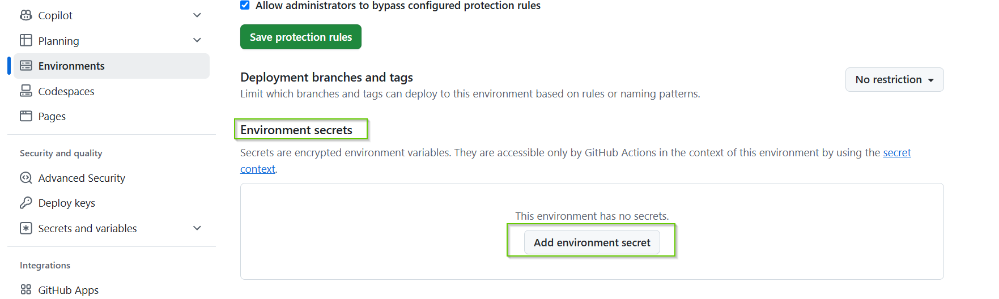 Copilot
Planning
Environments
Codespaces
Pages
Security and quality
Advanced Security
Deploy keys
Secrets and variables
Integrations
GitHub Apps
Allow administrators to bypass configured protection rules
Save protection rules
Deployment branches and tags
Limit which branches and tags can deploy to this environment based on rules or naming patterns.
No restriction
Environment secrets
Secrets are encrypted environment variables. They are accessible only by GitHub Actions in the context of this environment by using the secret
context.
This environment has no secrets.
Add environment secret